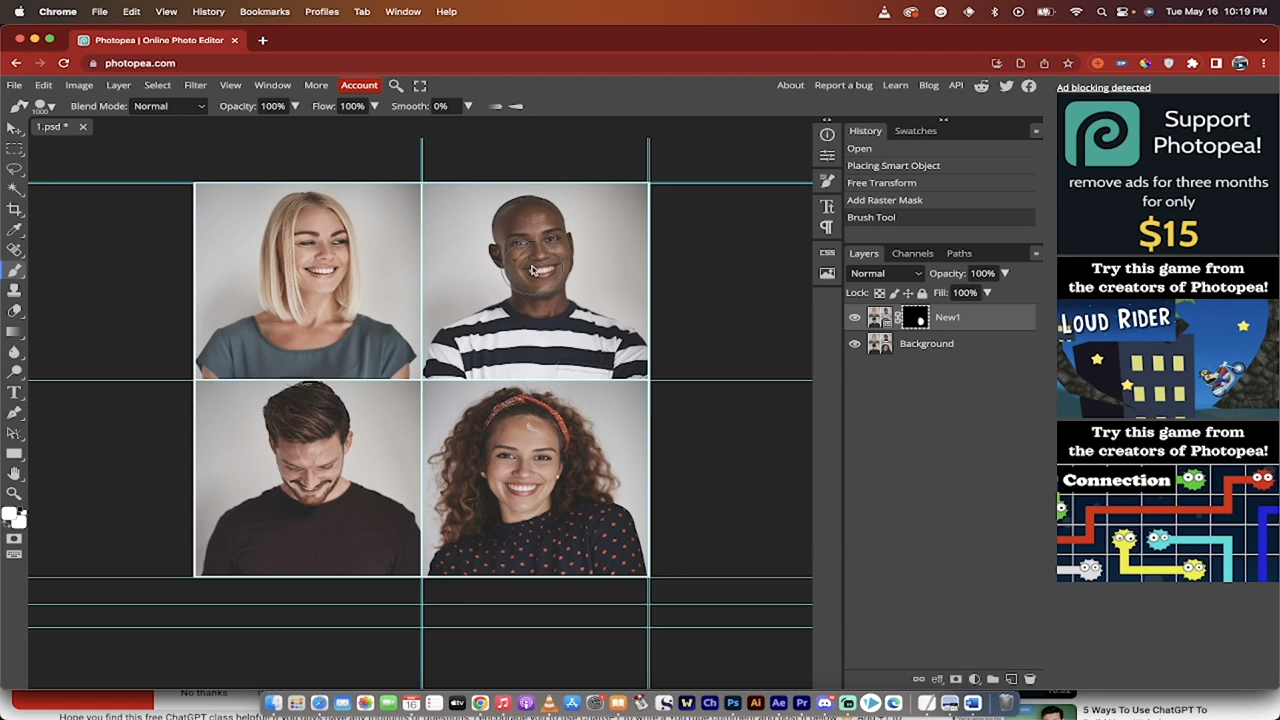 Chrome File Edit View History Bookmarks Profiles Tab Window Help Tue May 16 10:19 PM
Photopea | Online Photo Editor
photopea.com
File Edit Image Layer Select Filter View Window More Account About Report a bug Learn Blog API
Ad blocking detected
1000 Blend Mode: Normal Opacity: 100% Flow: 100% Smooth: 0%
1.psd *
History Swatches
Open
Placing Smart Object
Free Transform
Add Raster Mask
Brush Tool
Layers Channels Paths
Normal Opacity: 100%
Lock: Fill: 100%
New1
Background
css
Support
Photopea!
remove ads for three months
for only
$15
Try this game from
the creators of Photopea!
LOUD RIDER
Try this game from
the creators of Photopea!
Connection
No thanks
5 Ways To Use ChatGPT To